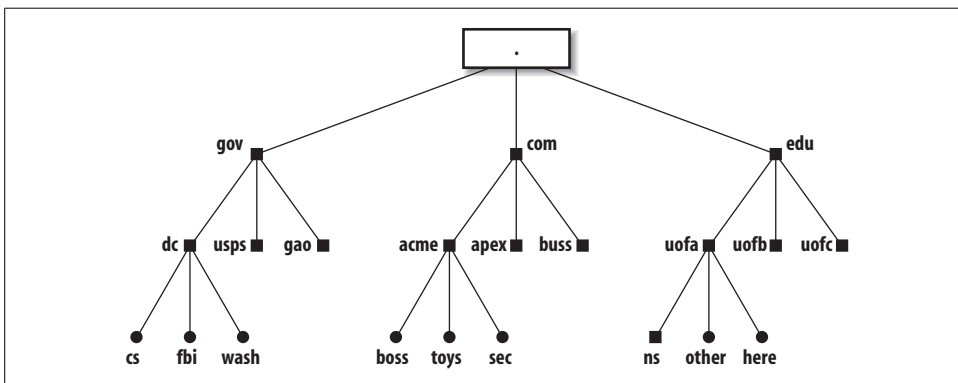 .
gov com edu
dc usps gao acme apex buss uofa uofb uofc
cs fbi wash boss toys sec ns other here